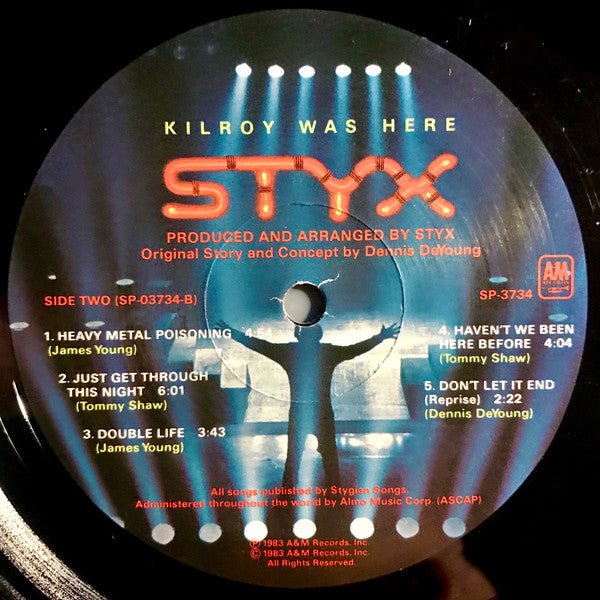 KILROY WAS HERE
STYX
PRODUCED AND ARRANGED BY STYX
Original Story and Concept by Dennis DeYoung
A&M
RECORDS
SIDE TWO (SP-03734-B)
SP-3734
1. HEAVY METAL POISONING 4:54
(James Young)
2. JUST GET THROUGH
THIS NIGHT 6:01
(Tommy Shaw)
3. DOUBLE LIFE 3:43
(James Young)
4. HAVEN'T WE BEEN
HERE BEFORE 4:04
(Tommy Shaw)
5. DON'T LET IT END
(Reprise) 2:22
(Dennis DeYoung)
All songs published by Stygian Songs.
Administered throughout the world by Almo Music Corp. (ASCAP)
℗ 1983 A&M Records, Inc.
© 1983 A&M Records, Inc.
All Rights Reserved.